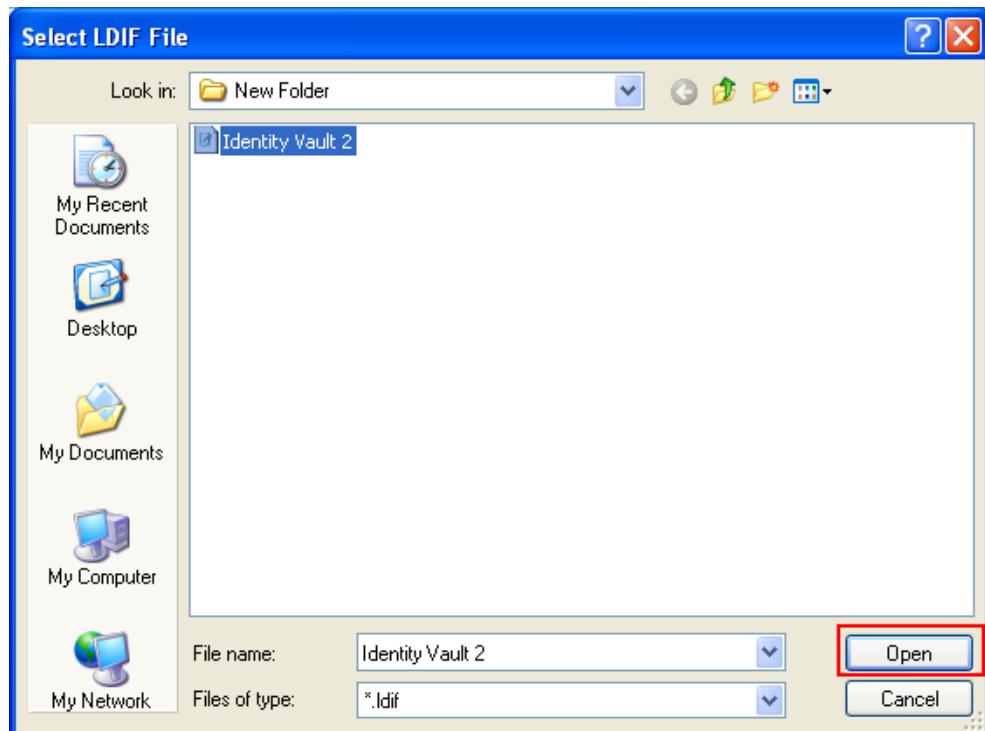 Select LDIF File
Look in:
New Folder
Identity Vault 2
My Recent
Documents
Desktop
My Documents
My Computer
My Network
File name:
Identity Vault 2
Open
Files of type:
*.ldif
Cancel